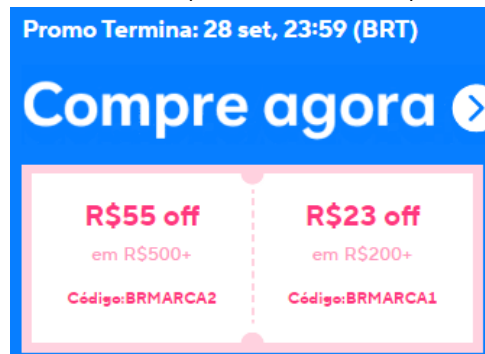 Promo Termina: 28 set, 23:59 (BRT)
Compre agora
R$55 off
em R$500+
Código:BRMARCA2
R$23 off
em R$200+
Código:BRMARCA1